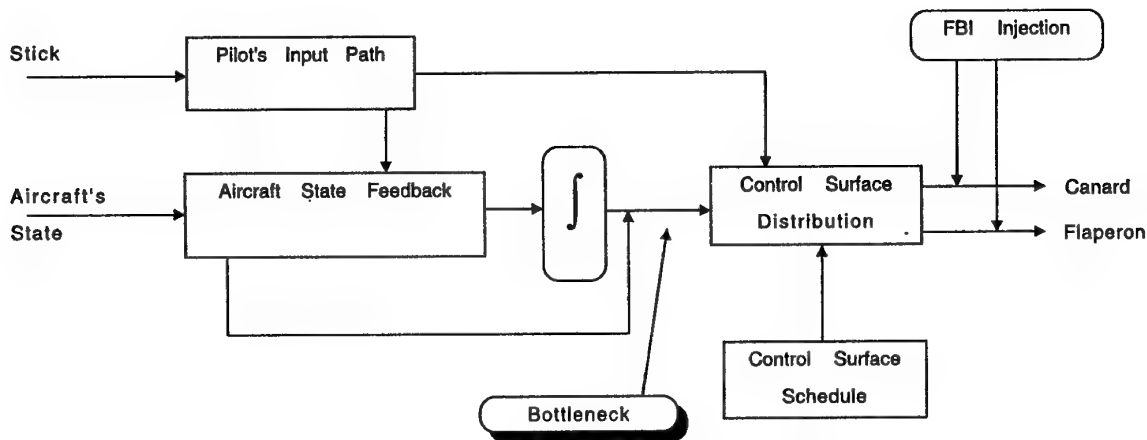 Stick
Pilot's Input Path
FBI Injection
Aircraft's
State
Aircraft State Feedback
∫
Control Surface
Distribution
Canard
Flaperon
Control Surface
Schedule
Bottleneck